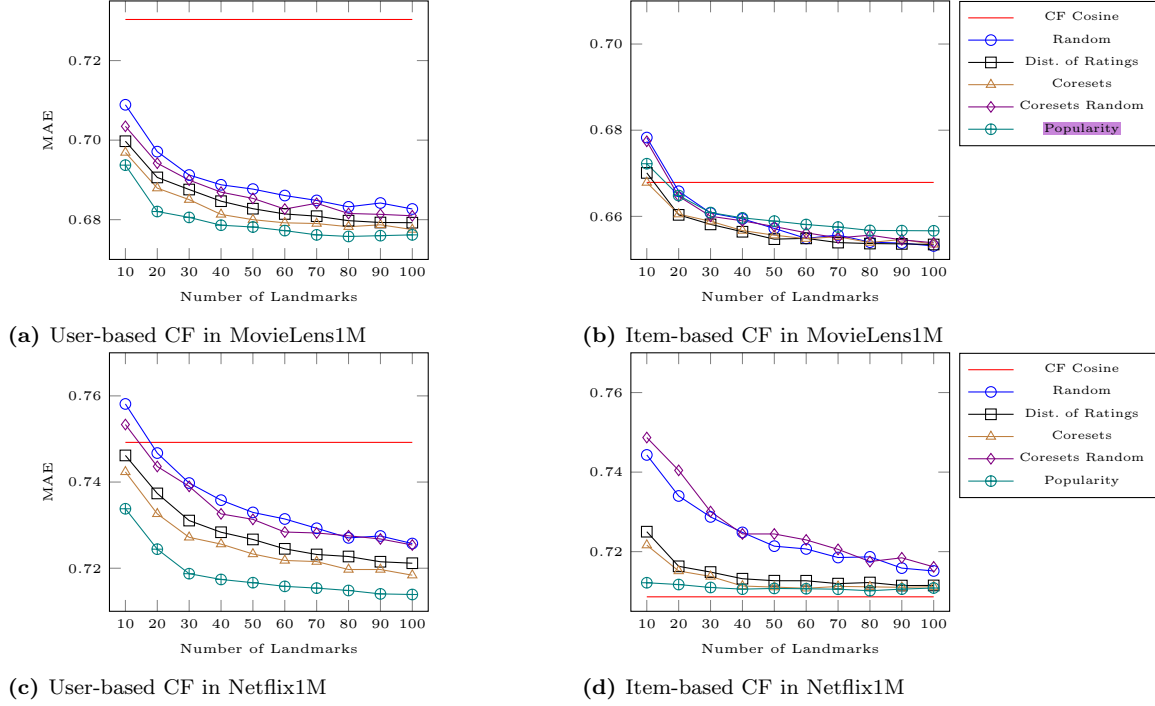 0.72
0.70
0.68
MAE
10 20 30 40 50 60 70 80 90 100
Number of Landmarks
(a) User-based CF in MovieLens1M
0.70
0.68
0.66
10 20 30 40 50 60 70 80 90 100
Number of Landmarks
(b) Item-based CF in MovieLens1M
CF Cosine
Random
Dist. of Ratings
Coresets
Coresets Random
Popularity
0.76
0.74
0.72
MAE
10 20 30 40 50 60 70 80 90 100
Number of Landmarks
(c) User-based CF in Netflix1M
0.76
0.74
0.72
10 20 30 40 50 60 70 80 90 100
Number of Landmarks
(d) Item-based CF in Netflix1M
CF Cosine
Random
Dist. of Ratings
Coresets
Coresets Random
Popularity